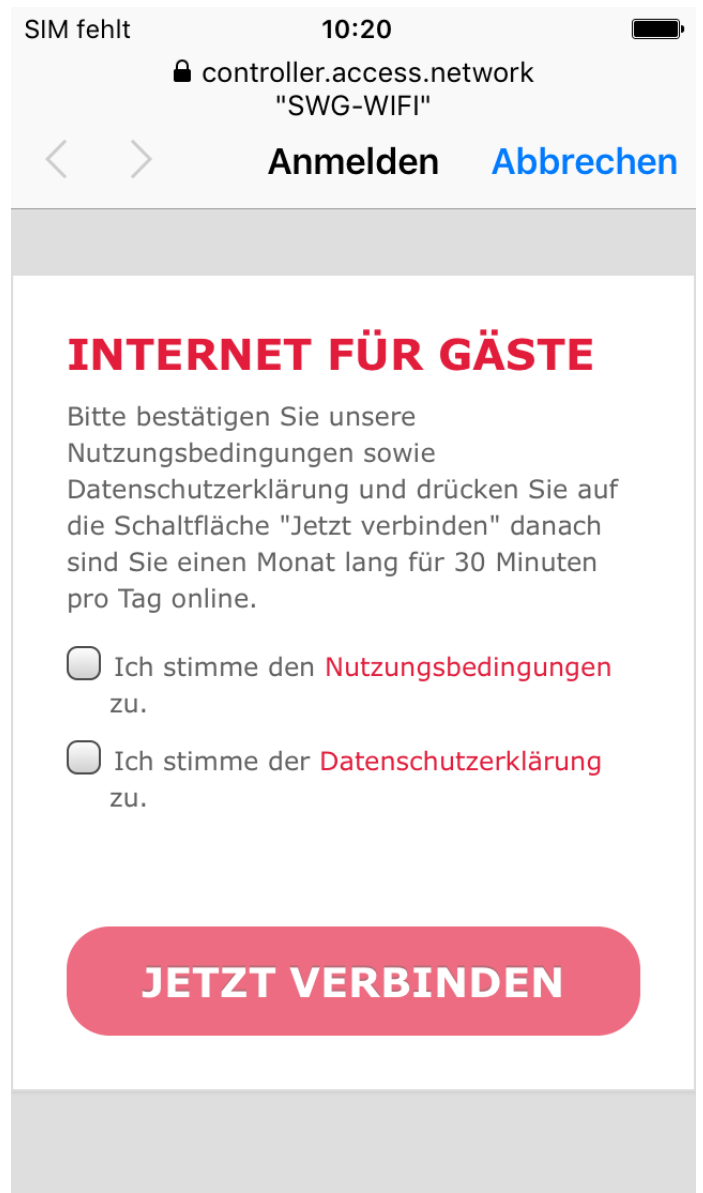 SIM fehlt 10:20
controller.access.network
"SWG-WIFI"
Anmelden Abbrechen
INTERNET FÜR GÄSTE
Bitte bestätigen Sie unsere
Nutzungsbedingungen sowie
Datenschutzerklärung und drücken Sie auf
die Schaltfläche "Jetzt verbinden" danach
sind Sie einen Monat lang für 30 Minuten
pro Tag online.
Ich stimme den Nutzungsbedingungen
zu.
Ich stimme der Datenschutzerklärung
zu.
JETZT VERBINDEN